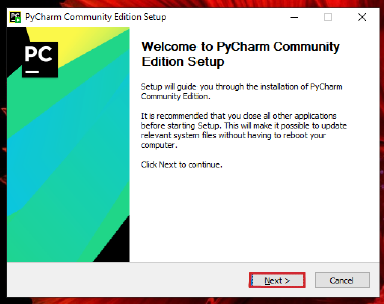 PyCharm Community Edition Setup
PC
Welcome to PyCharm Community
Edition Setup
Setup will guide you through the installation of PyCharm
Community Edition.
It is recommended that you close all other applications
before starting Setup. This will make it possible to update
relevant system files without having to reboot your
computer.
Click Next to continue.
Next >
Cancel